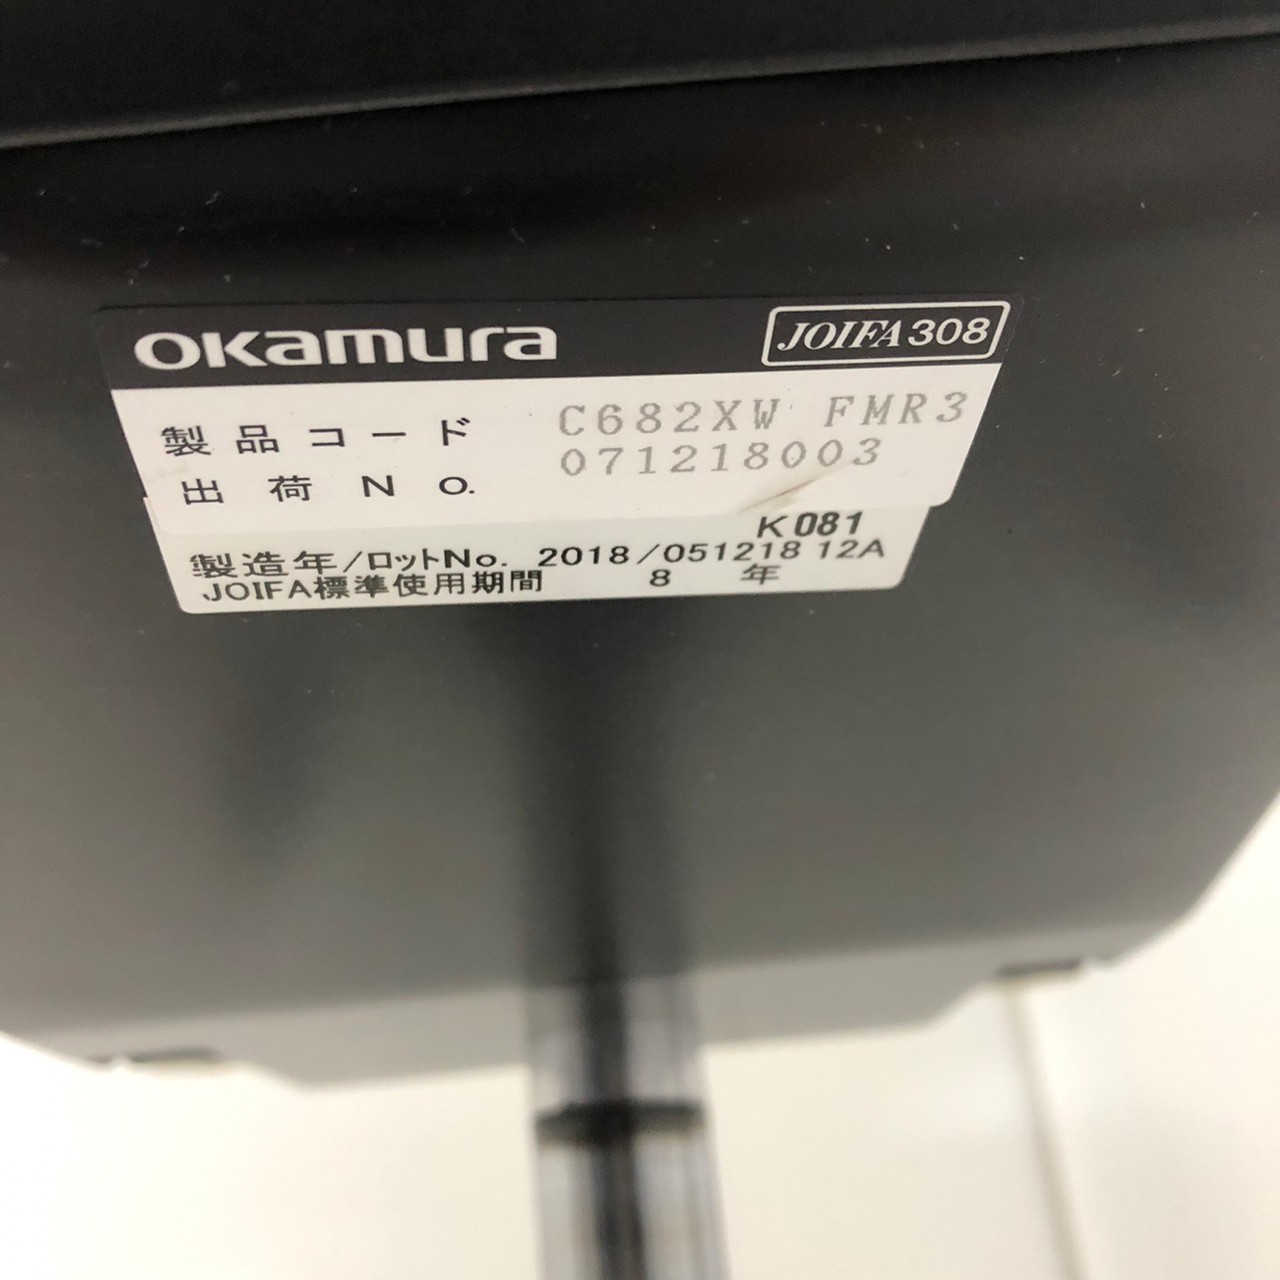 okamura
JOIFA308
製品コード C682XW FMR3
出荷No. 071218003
K081
製造年/ロットNo. 2018/051218 12A
JOIFA標準使用期間 8 年